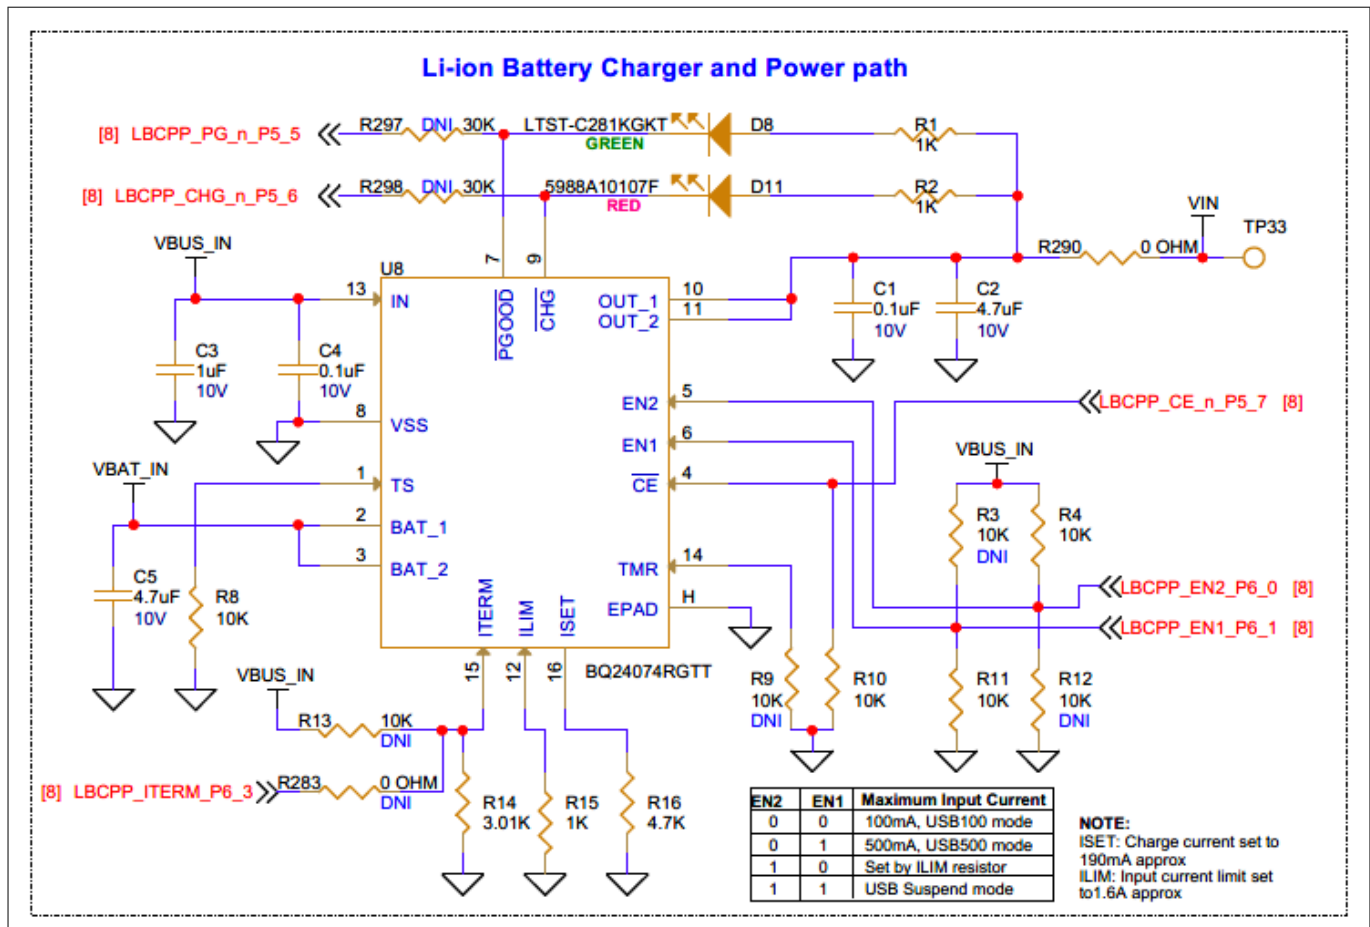 Li-ion Battery Charger and Power path
[8] LBCPP_PG_n_P5_5
R297
DNI
30K
LTST-C281KGKT
GREEN
D8
R1
1K
[8] LBCPP_CHG_n_P5_6
R298
DNI
30K
5988A10107F
RED
D11
R2
1K
VIN
TP33
R290
0 OHM
VBUS_IN
U8
7
9
13
IN
PGOOD
CHG
OUT_1
10
OUT_2
11
C1
0.1uF
10V
C2
4.7uF
10V
C3
1uF
10V
C4
0.1uF
10V
8
VSS
EN2
5
LBCPP_CE_n_P5_7 [8]
EN1
6
VBAT_IN
VBUS_IN
1
TS
CE
4
2
BAT_1
R3
10K
DNI
R4
10K
3
BAT_2
TMR
14
C5
4.7uF
10V
R8
10K
LBCPP_EN2_P6_0 [8]
EPAD
H
LBCPP_EN1_P6_1 [8]
ITERM
ILIM
ISET
15
12
16
BQ24074RGTT
R9
10K
DNI
R10
10K
R11
10K
R12
10K
DNI
VBUS_IN
R13
10K
DNI
[8] LBCPP_ITERM_P6_3
R283
0 OHM
DNI
R14
3.01K
R15
1K
R16
4.7K
EN2 EN1 Maximum Input Current
0 0 100mA, USB100 mode
0 1 500mA, USB500 mode
1 0 Set by ILIM resistor
1 1 USB Suspend mode
NOTE:
ISET: Charge current set to
190mA approx
ILIM: Input current limit set
to1.6A approx